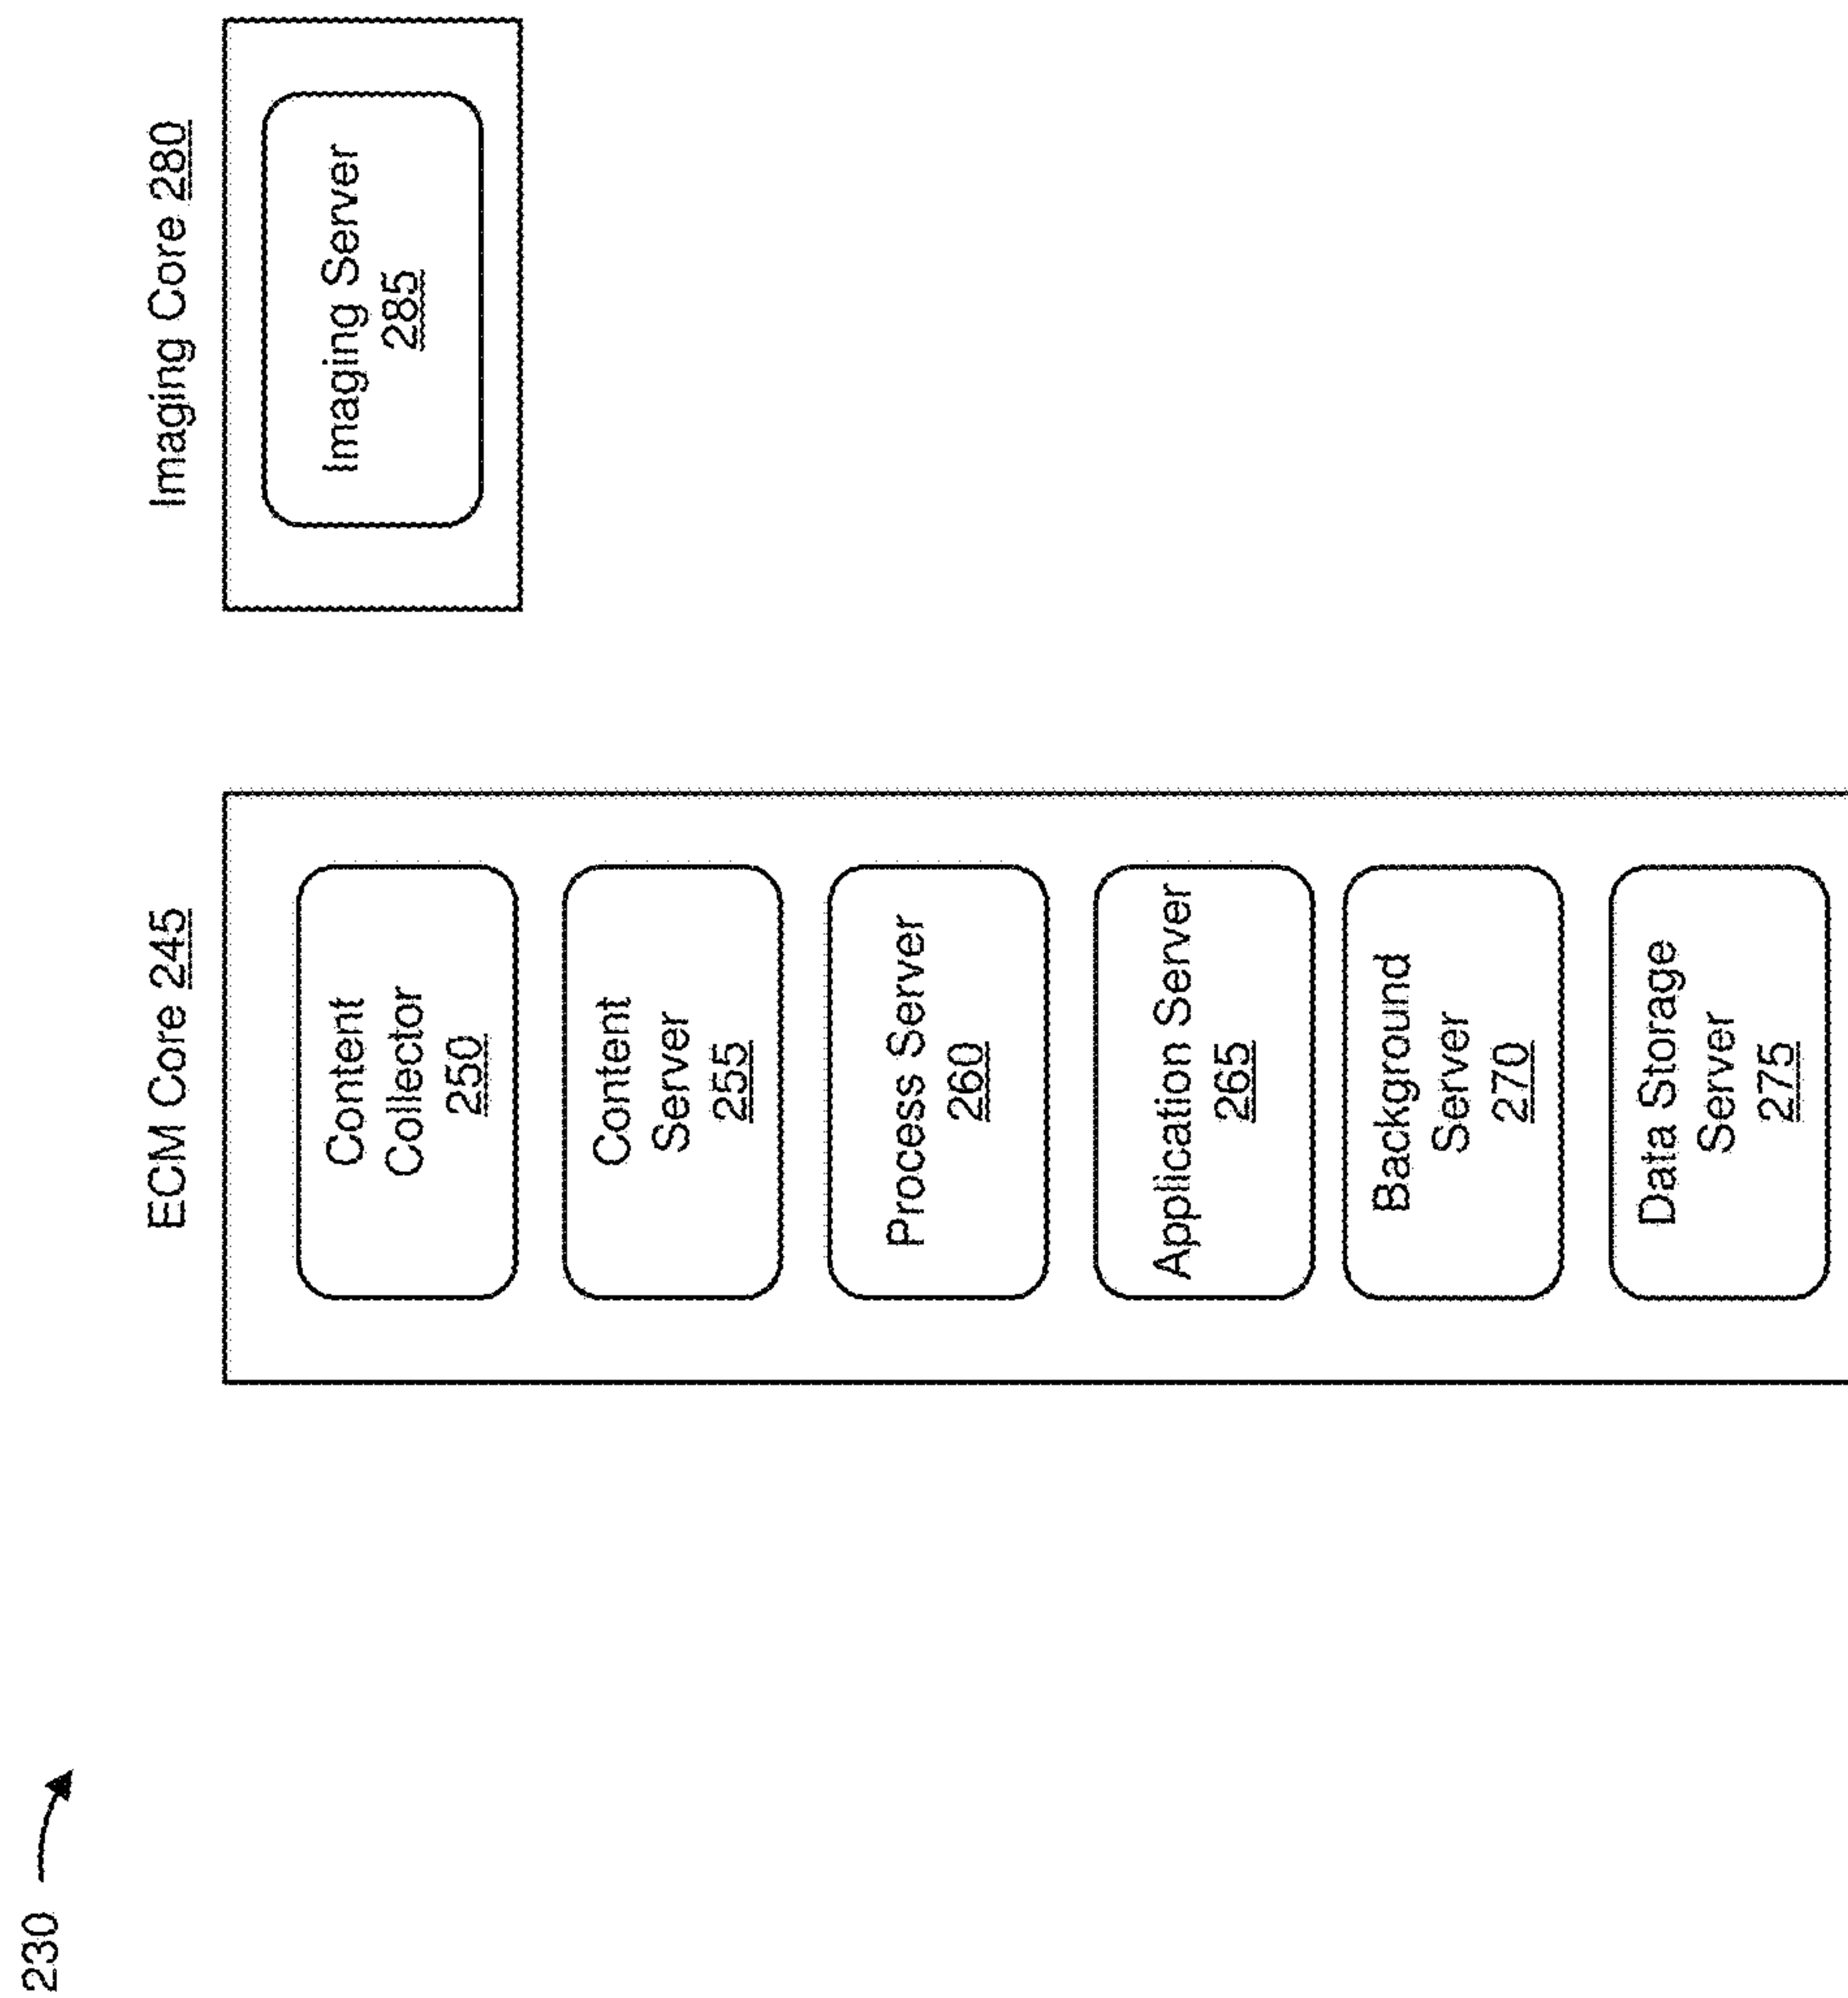 230
ECM Core 245
Content
Collector
250
Content
Server
255
Process Server
260
Application Server
265
Background
Server
270
Data Storage
Server
275
Imaging Core 280
Imaging Server
285